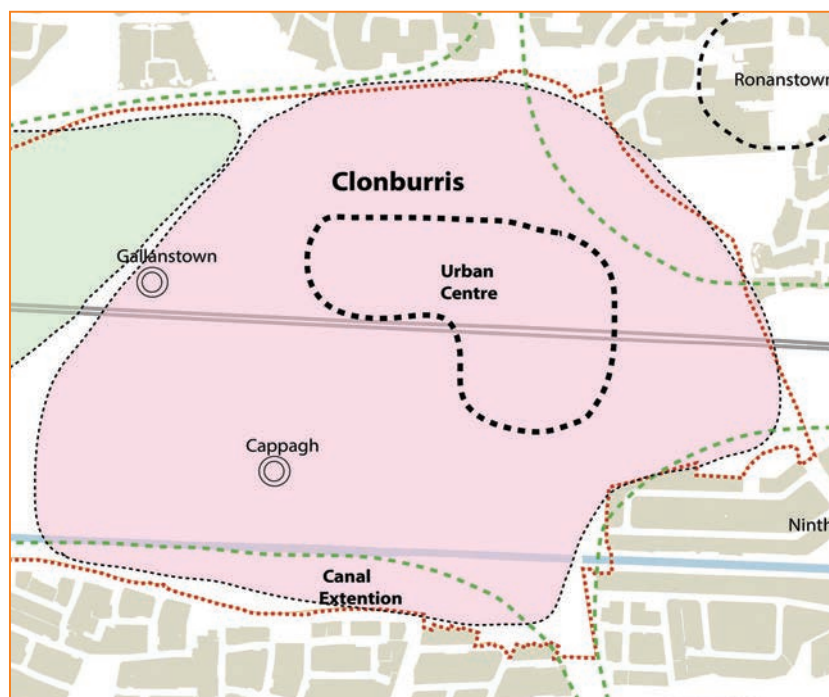 Ronanstown
Clonburris
Gallanstown
Urban
Centre
Cappagh
Ninth
Canal
Extention